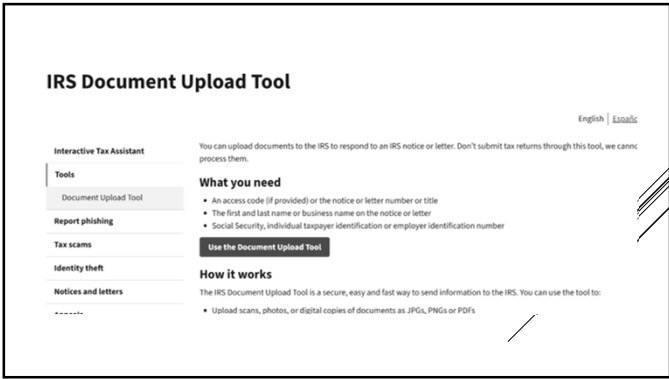 IRS Document Upload Tool
English | Españo
Interactive Tax Assistant
Tools
Document Upload Tool
Report phishing
Tax scams
Identity theft
Notices and letters
You can upload documents to the IRS to respond to an IRS notice or letter. Don't submit tax returns through this tool, we canno
process them.
What you need
• An access code (if provided) or the notice or letter number or title
• The first and last name or business name on the notice or letter
• Social Security, individual taxpayer identification or employer identification number
Use the Document Upload Tool
How it works
The IRS Document Upload Tool is a secure, easy and fast way to send information to the IRS. You can use the tool to:
• Upload scans, photos, or digital copies of documents as JPGs, PNGs or PDFs